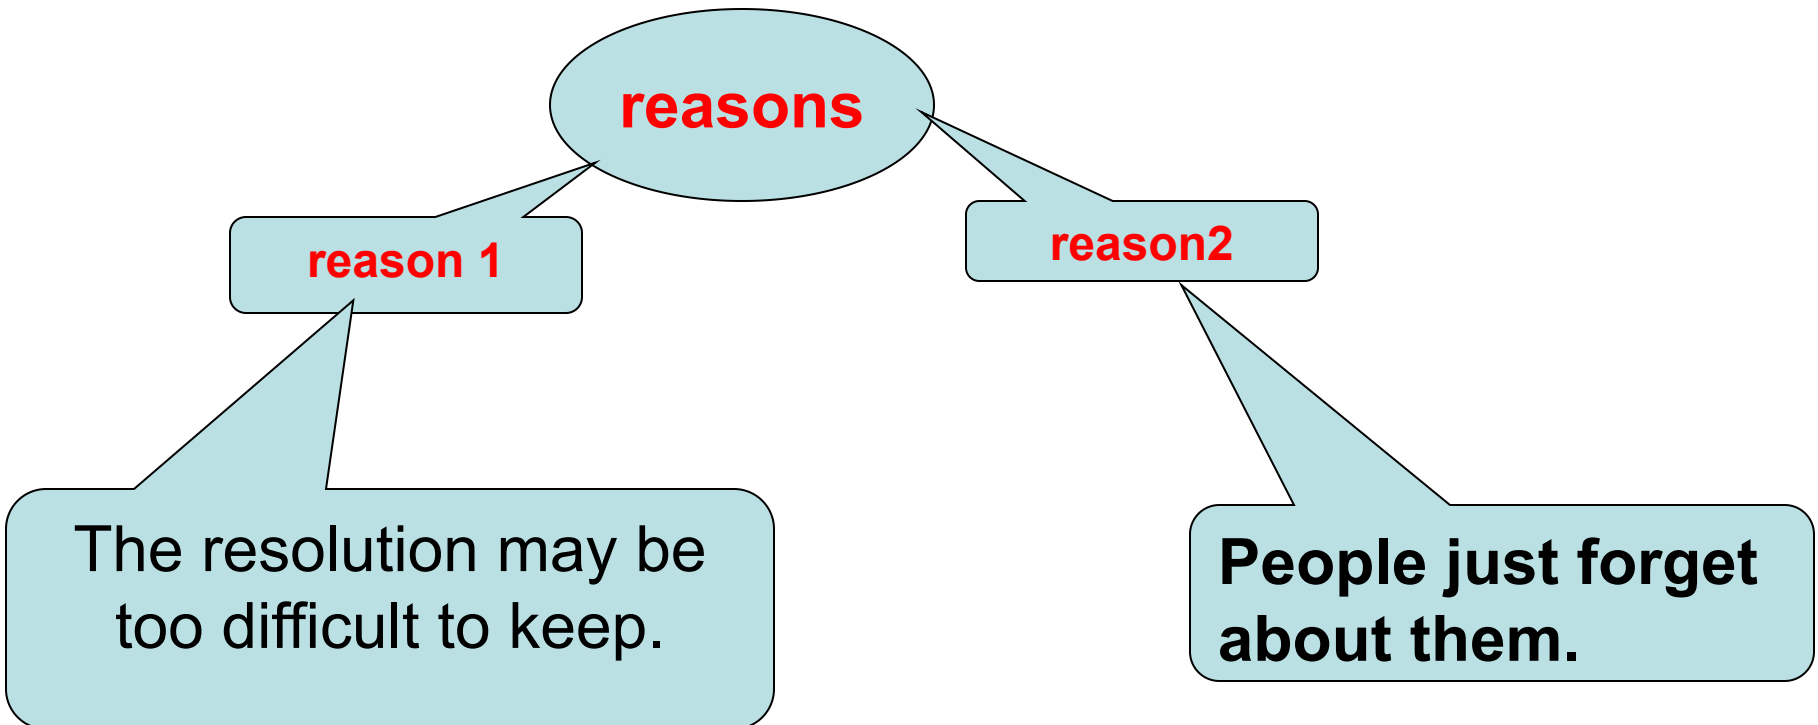 reasons
reason 1
reason2
The resolution may be
too difficult to keep.
People just forget
about them.